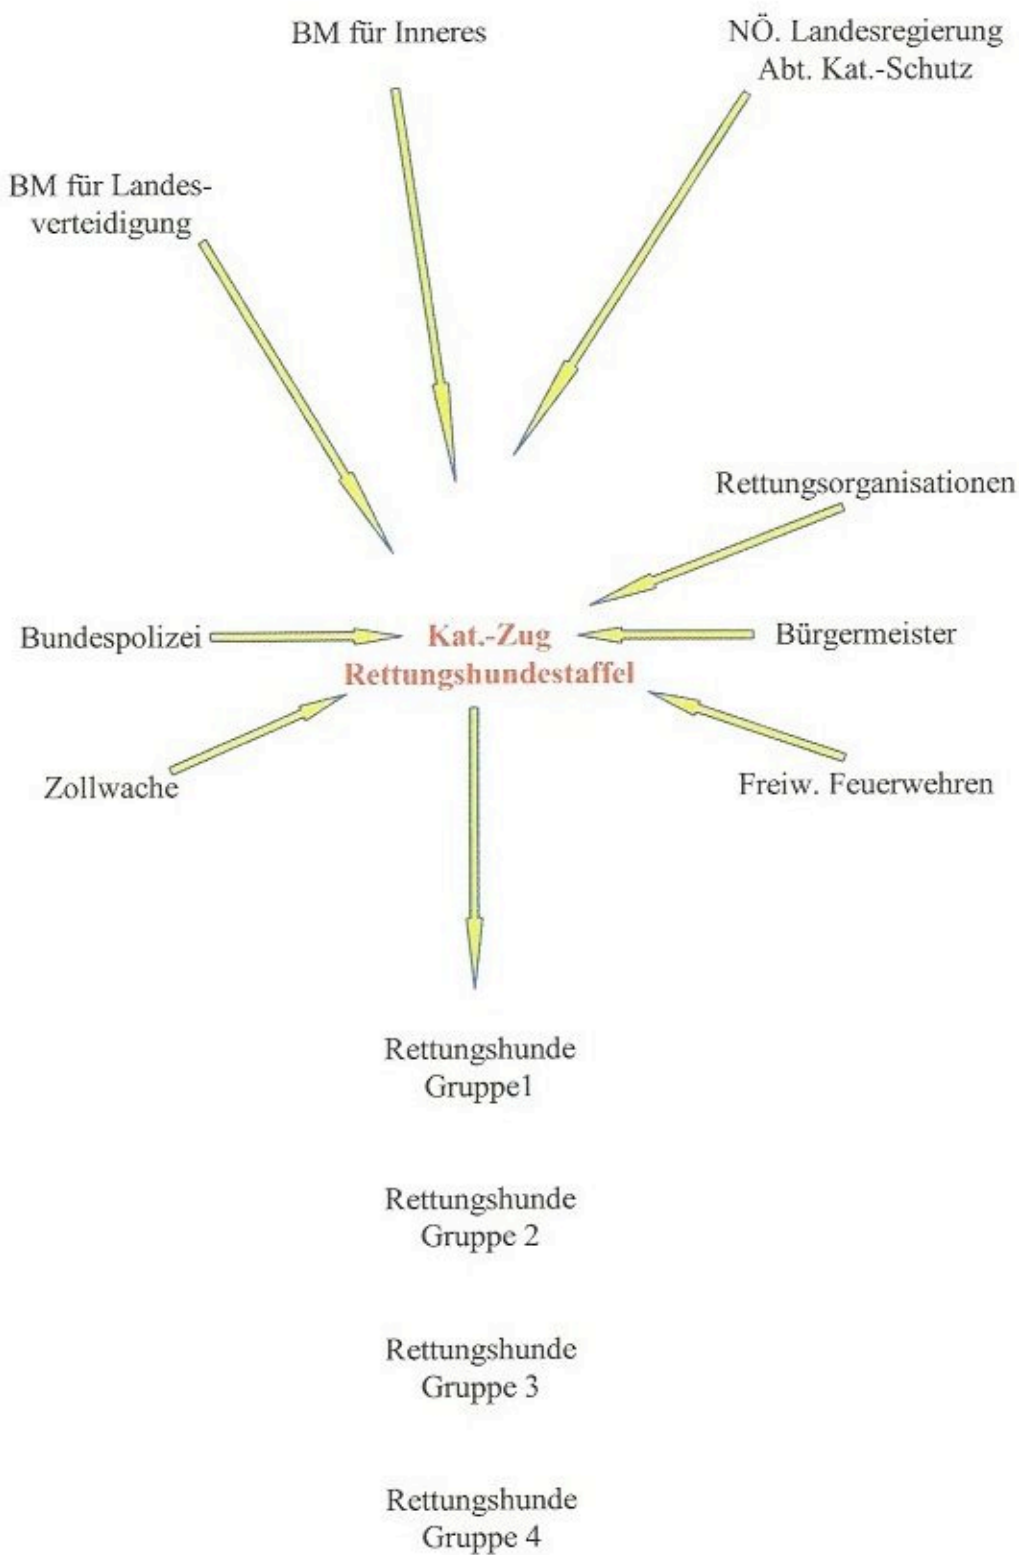 BM für Inneres
NÖ. Landesregierung
Abt. Kat.-Schutz
BM für Landes-
verteidigung
Rettungsorganisationen
Bundespolizei
Kat.-Zug
Rettungshundestaffel
Bürgermeister
Zollwache
Freiw. Feuerwehren
Rettungshunde
Gruppe1
Rettungshunde
Gruppe 2
Rettungshunde
Gruppe 3
Rettungshunde
Gruppe 4